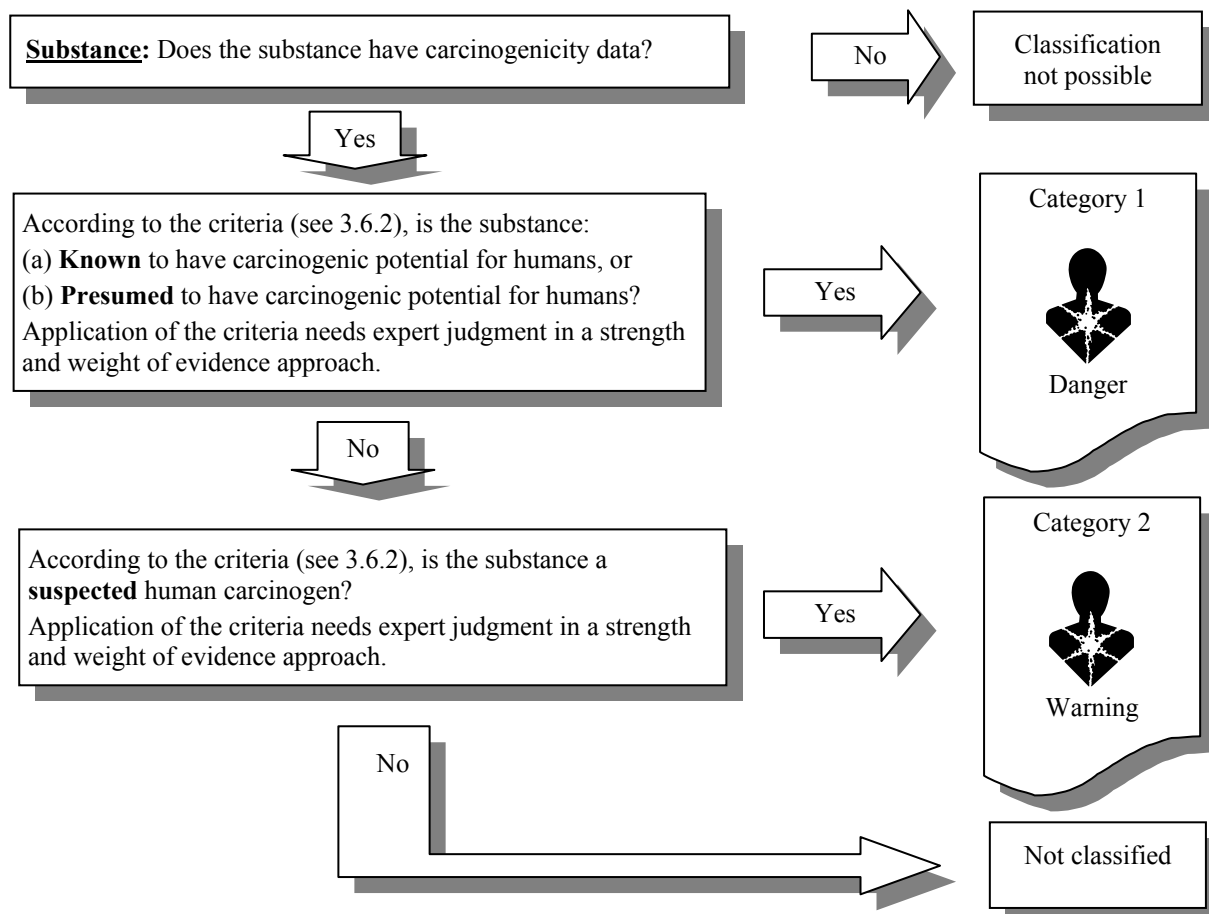 Substance: Does the substance have carcinogenicity data?
No
Classification
not possible
Yes
According to the criteria (see 3.6.2), is the substance:
(a) Known to have carcinogenic potential for humans, or
(b) Presumed to have carcinogenic potential for humans?
Application of the criteria needs expert judgment in a strength
and weight of evidence approach.
Yes
Category 1
Danger
No
According to the criteria (see 3.6.2), is the substance a
suspected human carcinogen?
Application of the criteria needs expert judgment in a strength
and weight of evidence approach.
Yes
Category 2
Warning
No
Not classified